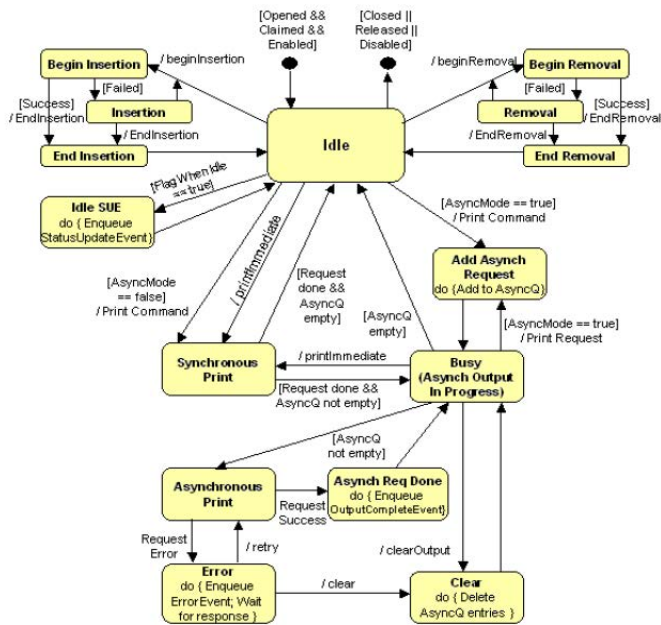 [Opened &&
Claimed &&
Enabled]
[Closed ||
Released ||
Disabled]
Begin Insertion
/ beginInsertion
/ beginRemoval
Begin Removal
[Failed]
[Failed]
[Success]
/ EndInsertion
Insertion
Removal
[Success]
/ EndRemoval
/ EndInsertion
/ EndRemoval
End Insertion
Idle
End Removal
[Flag When Idle
== true]
Idle SUE
do { Enqueue
StatusUpdateEvent}
[AsyncMode == true]
/ Print Command
/ printImmediate
Add Asynch
Request
do {Add to AsyncQ}
[Request
done &&
AsyncQ
empty]
[AsyncMode
== false]
/ Print Command
[AsyncQ
empty]
[AsyncMode == true]
/ Print Request
Synchronous
Print
/ printImmediate
Busy
(Asynch Output
In Progress)
[Request done &&
AsyncQ not empty]
[AsyncQ
not empty]
Asynchronous
Print
Asynch Req Done
do { Enqueue
OutputCompleteEvent}
Request
Success
Request
Error
/ retry
/ clearOutput
Error
do { Enqueue
ErrorEvent; Wait
for response }
/ clear
Clear
do { Delete
AsyncQ entries }